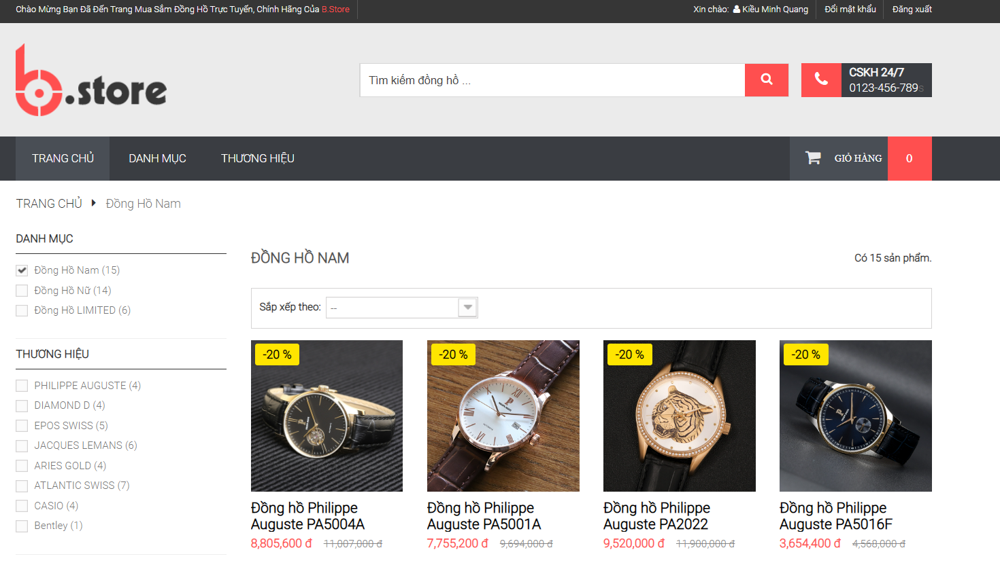 Chào Mừng Bạn Đã Đến Trang Mua Sắm Đồng Hồ Trực Tuyến, Chính Hãng Của B.Store
Xin chào: Kiều Minh Quang
Đổi mật khẩu
Đăng xuất
b.store
Tìm kiếm đồng hồ ...
CSKH 24/7
0123-456-789s
TRANG CHỦ
DANH MỤC
THƯƠNG HIỆU
GIỎ HÀNG
0
TRANG CHỦ
Đồng Hồ Nam
DANH MỤC
Đồng Hồ Nam (15)
Đồng Hồ Nữ (14)
Đồng Hồ LIMITED (6)
THƯƠNG HIỆU
PHILIPPE AUGUSTE (4)
DIAMOND D (4)
EPOS SWISS (5)
JACQUES LEMANS (6)
ARIES GOLD (4)
ATLANTIC SWISS (7)
CASIO (4)
Bentley (1)
ĐỒNG HỒ NAM
Có 15 sản phẩm.
Sắp xếp theo:
--
-20 %
Đồng hồ Philippe
Auguste PA5004A
8,805,600 đ 11,007,000 đ
-20 %
Đồng hồ Philippe
Auguste PA5001A
7,755,200 đ 9,694,000 đ
-20 %
Đồng hồ Philippe
Auguste PA2022
9,520,000 đ 11,900,000 đ
-20 %
Đồng hồ Philippe
Auguste PA5016F
3,654,400 đ 4,568,000 đ